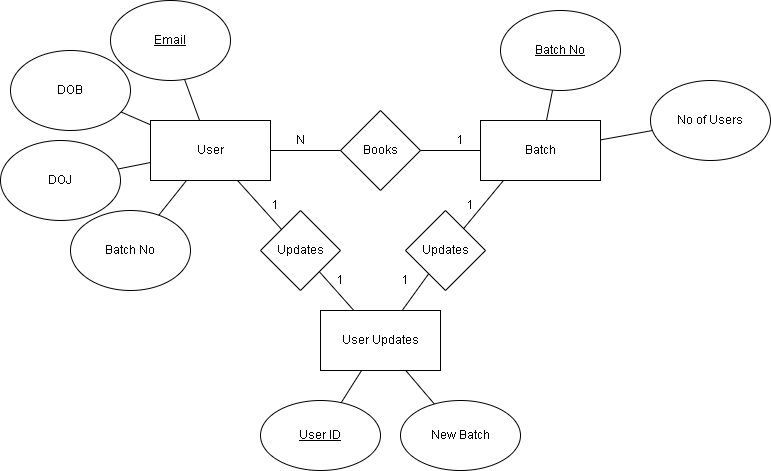 Email
Batch No
DOB
No of Users
User
N
Books
1
Batch
DOJ
1
1
Batch No
Updates
Updates
1
1
User Updates
User ID
New Batch